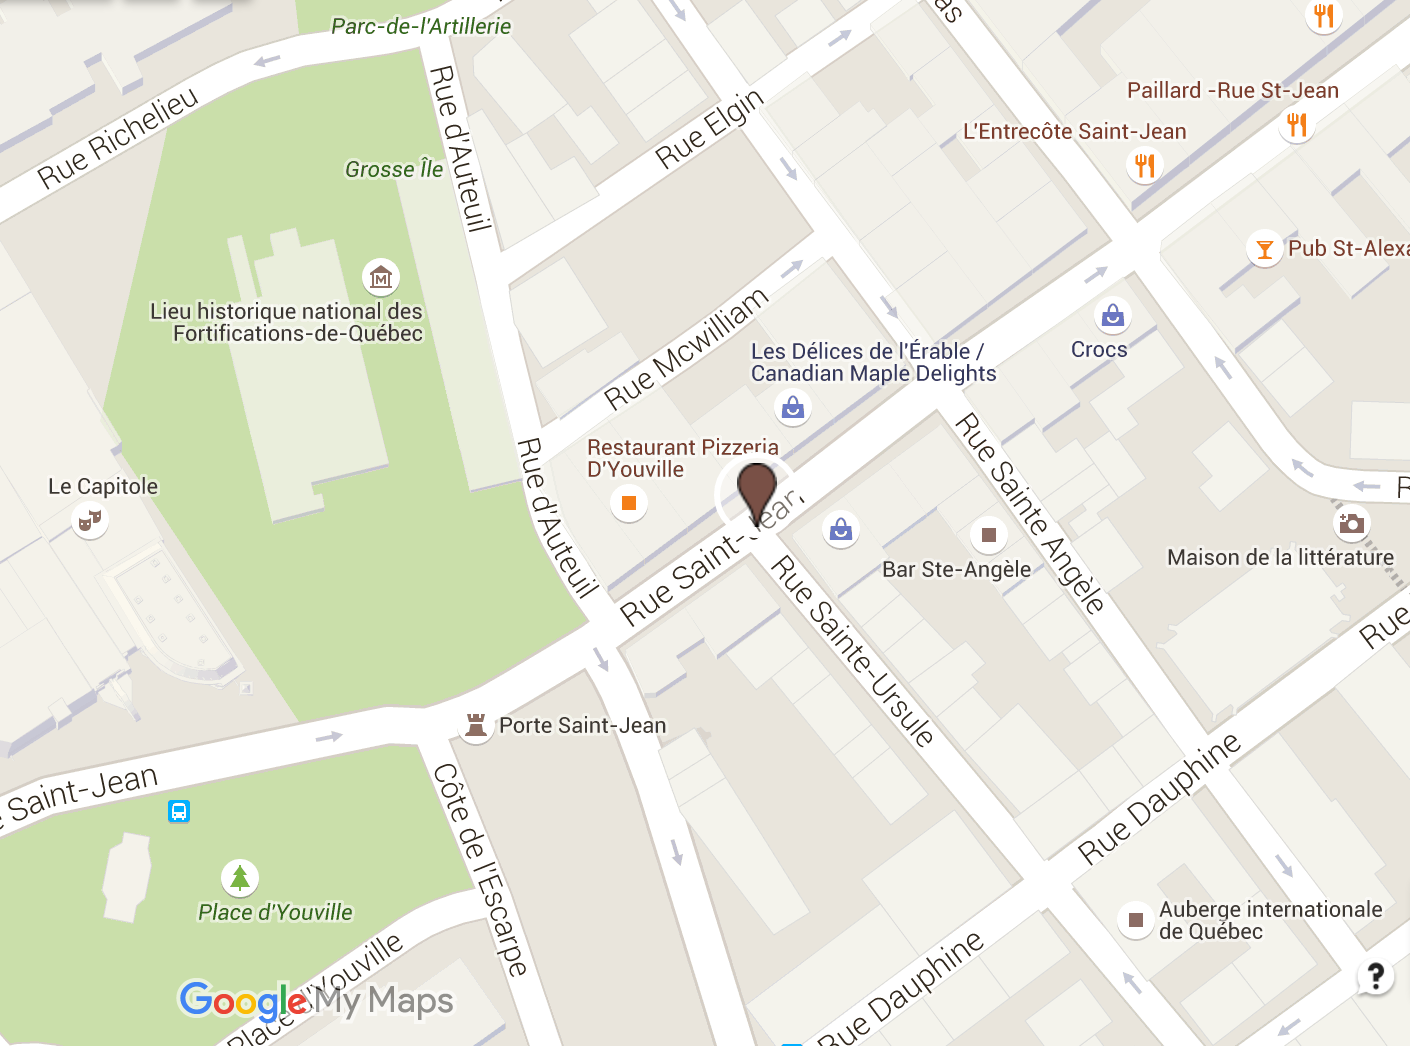 Parc-de-l'Artillerie
as
Rue Richelieu
Rue d'Auteuil
Rue Elgin
Paillard -Rue St-Jean
L'Entrecôte Saint-Jean
Grosse Île
Pub St-Alexa
Lieu historique national des
Fortifications-de-Québec
Rue Mcwilliam
Les Délices de l'Érable /
Canadian Maple Delights
Crocs
Restaurant Pizzeria
D'Youville
Rue d'Auteuil
Le Capitole
Rue Saint-Jean
Rue Sainte Angèle
R
Bar Ste-Angèle
Maison de la littérature
Rue Sainte-Ursule
Rue
Porte Saint-Jean
e Saint-Jean
Côte de l'Escarpe
Rue Dauphine
Place d'Youville
Auberge internationale
de Québec
Place d'Youville
Rue Dauphine
Google My Maps
?